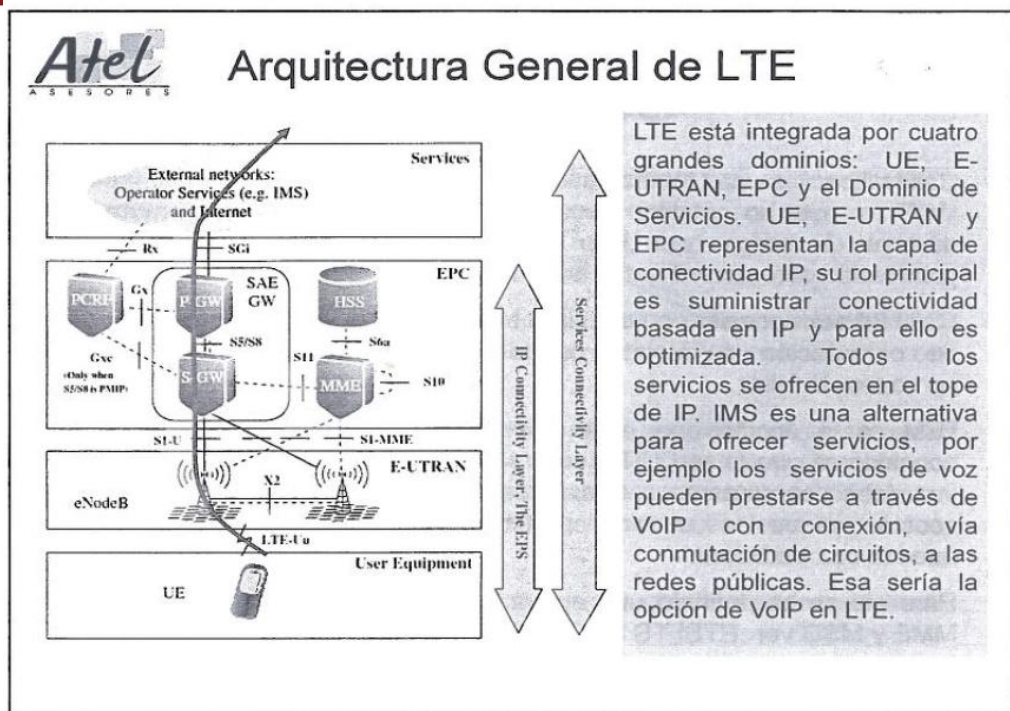 Atel
ASESORES
Arquitectura General de LTE
Services
External networks:
Operator Services (e.g. IMS)
and Internet
Rx
SGi
EPC
PCRF
Gx
P-GW
SAE
GW
HSS
S5/S8
S6a
Gxc
(Only when
S5/S8 is PMIP)
S-GW
S11
MME
S10
S1-U
S1-MME
E-UTRAN
X2
eNodeB
LTE-Uu
User Equipment
UE
IP Connectivity Layer, The EPS
Services Connectivity Layer
LTE está integrada por cuatro
grandes dominios: UE, E-
UTRAN, EPC y el Dominio de
Servicios. UE, E-UTRAN y
EPC representan la capa de
conectividad IP, su rol principal
es suministrar conectividad
basada en IP y para ello es
optimizada. Todos los
servicios se ofrecen en el tope
de IP. IMS es una alternativa
para ofrecer servicios, por
ejemplo los servicios de voz
pueden prestarse a través de
VoIP con conexión, vía
conmutación de circuitos, a las
redes públicas. Esa sería la
opción de VoIP en LTE.